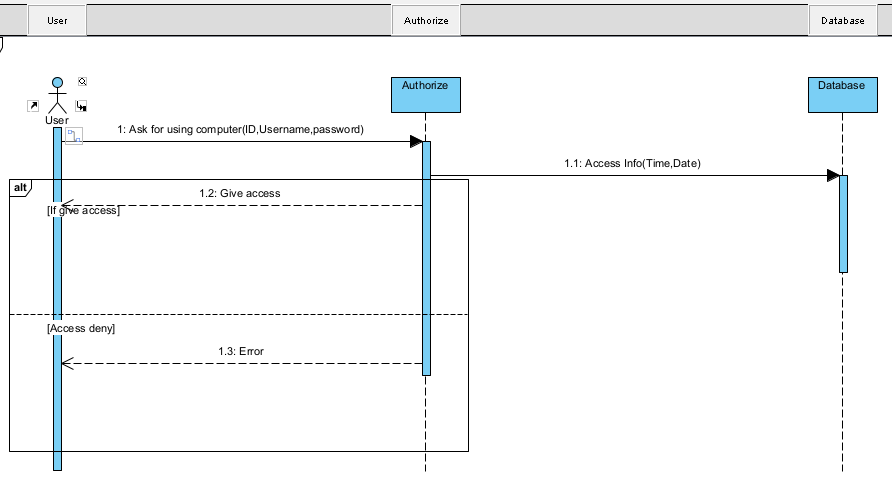 User
Authorize
Database
User
Authorize
Database
1: Ask for using computer(ID,Username,password)
1.1: Access Info(Time,Date)
alt
1.2: Give access
[If give access]
[Access deny]
1.3: Error